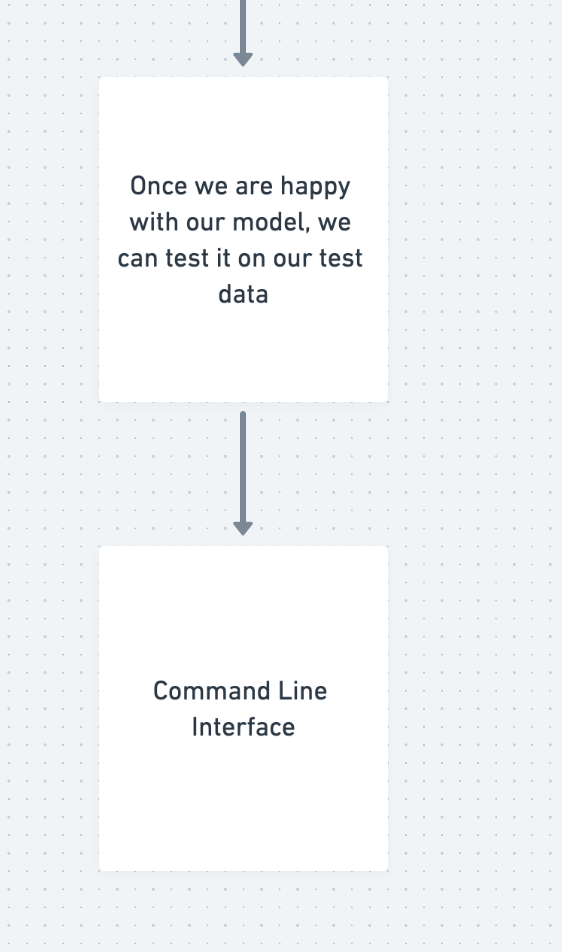 Once we are happy
with our model, we
can test it on our test
data
Command Line
Interface